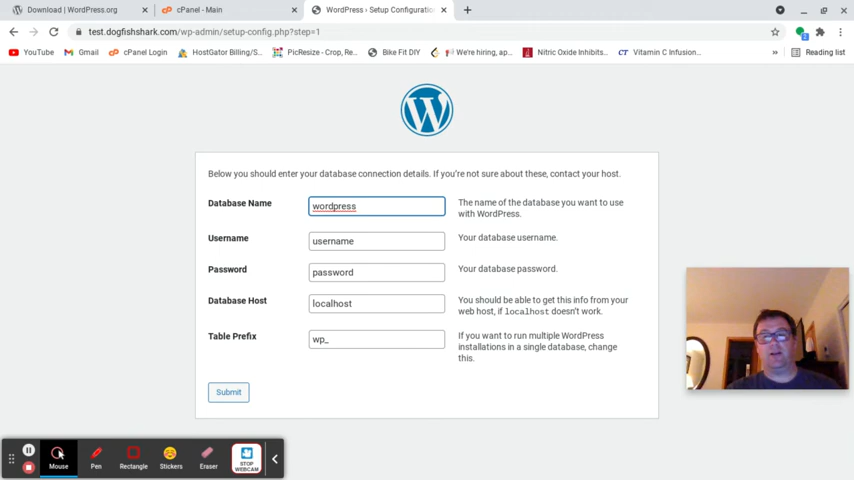 Download | WordPress.org
cPanel - Main
WordPress › Setup Configuratio
test.dogfishshark.com/wp-admin/setup-config.php?step=1
YouTube
Gmail
cPanel Login
HostGator Billing/S...
PicResize - Crop, Re...
Bike Fit DIY
We're hiring, ap...
Nitric Oxide Inhibits...
CT
Vitamin C Infusion...
»
Reading list
W
Below you should enter your database connection details. If you're not sure about these, contact your host.
Database Name
wordpress
The name of the database you want to use
with WordPress.
Username
username
Your database username.
Password
password
Your database password.
Database Host
localhost
You should be able to get this info from your
web host, if localhost doesn't work.
Table Prefix
wp_
If you want to run multiple WordPress
installations in a single database, change
this.
Submit
Mouse
Pen
Rectangle
Stickers
Eraser
STOP
WEBCAM